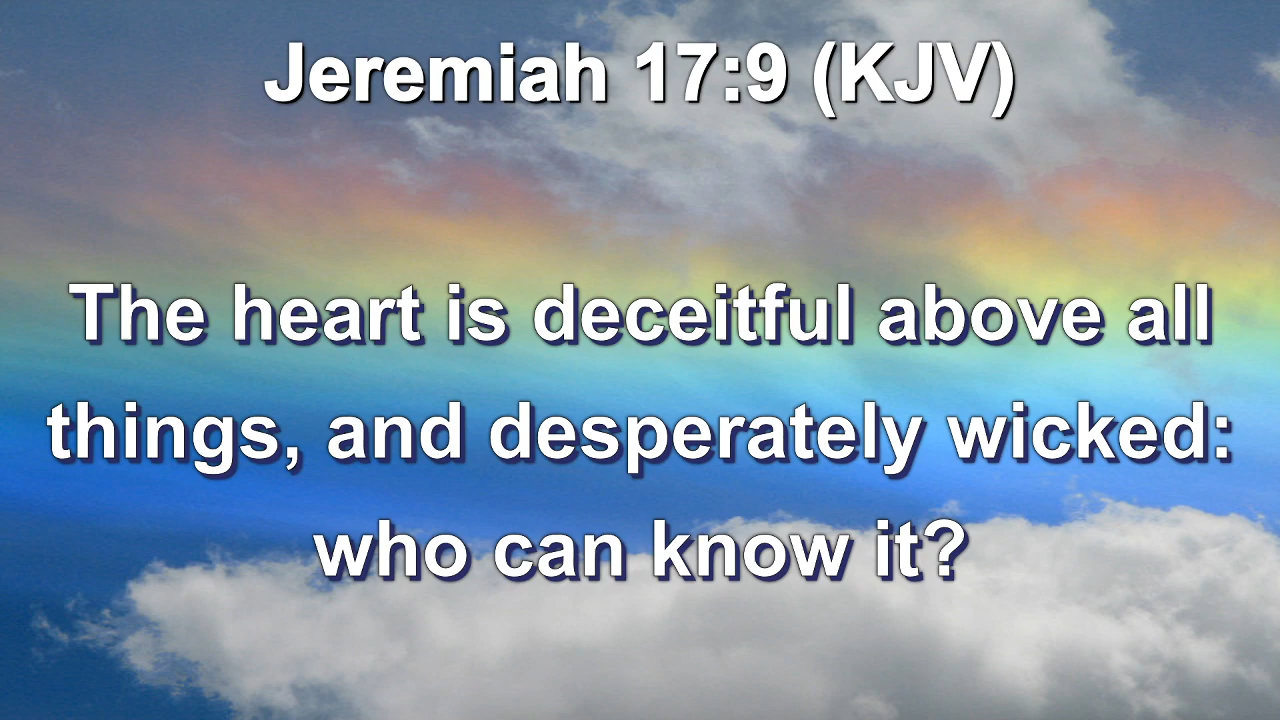 Jeremiah 17:9 (KJV)
The heart is deceitful above all
things, and desperately wicked:
who can know it?